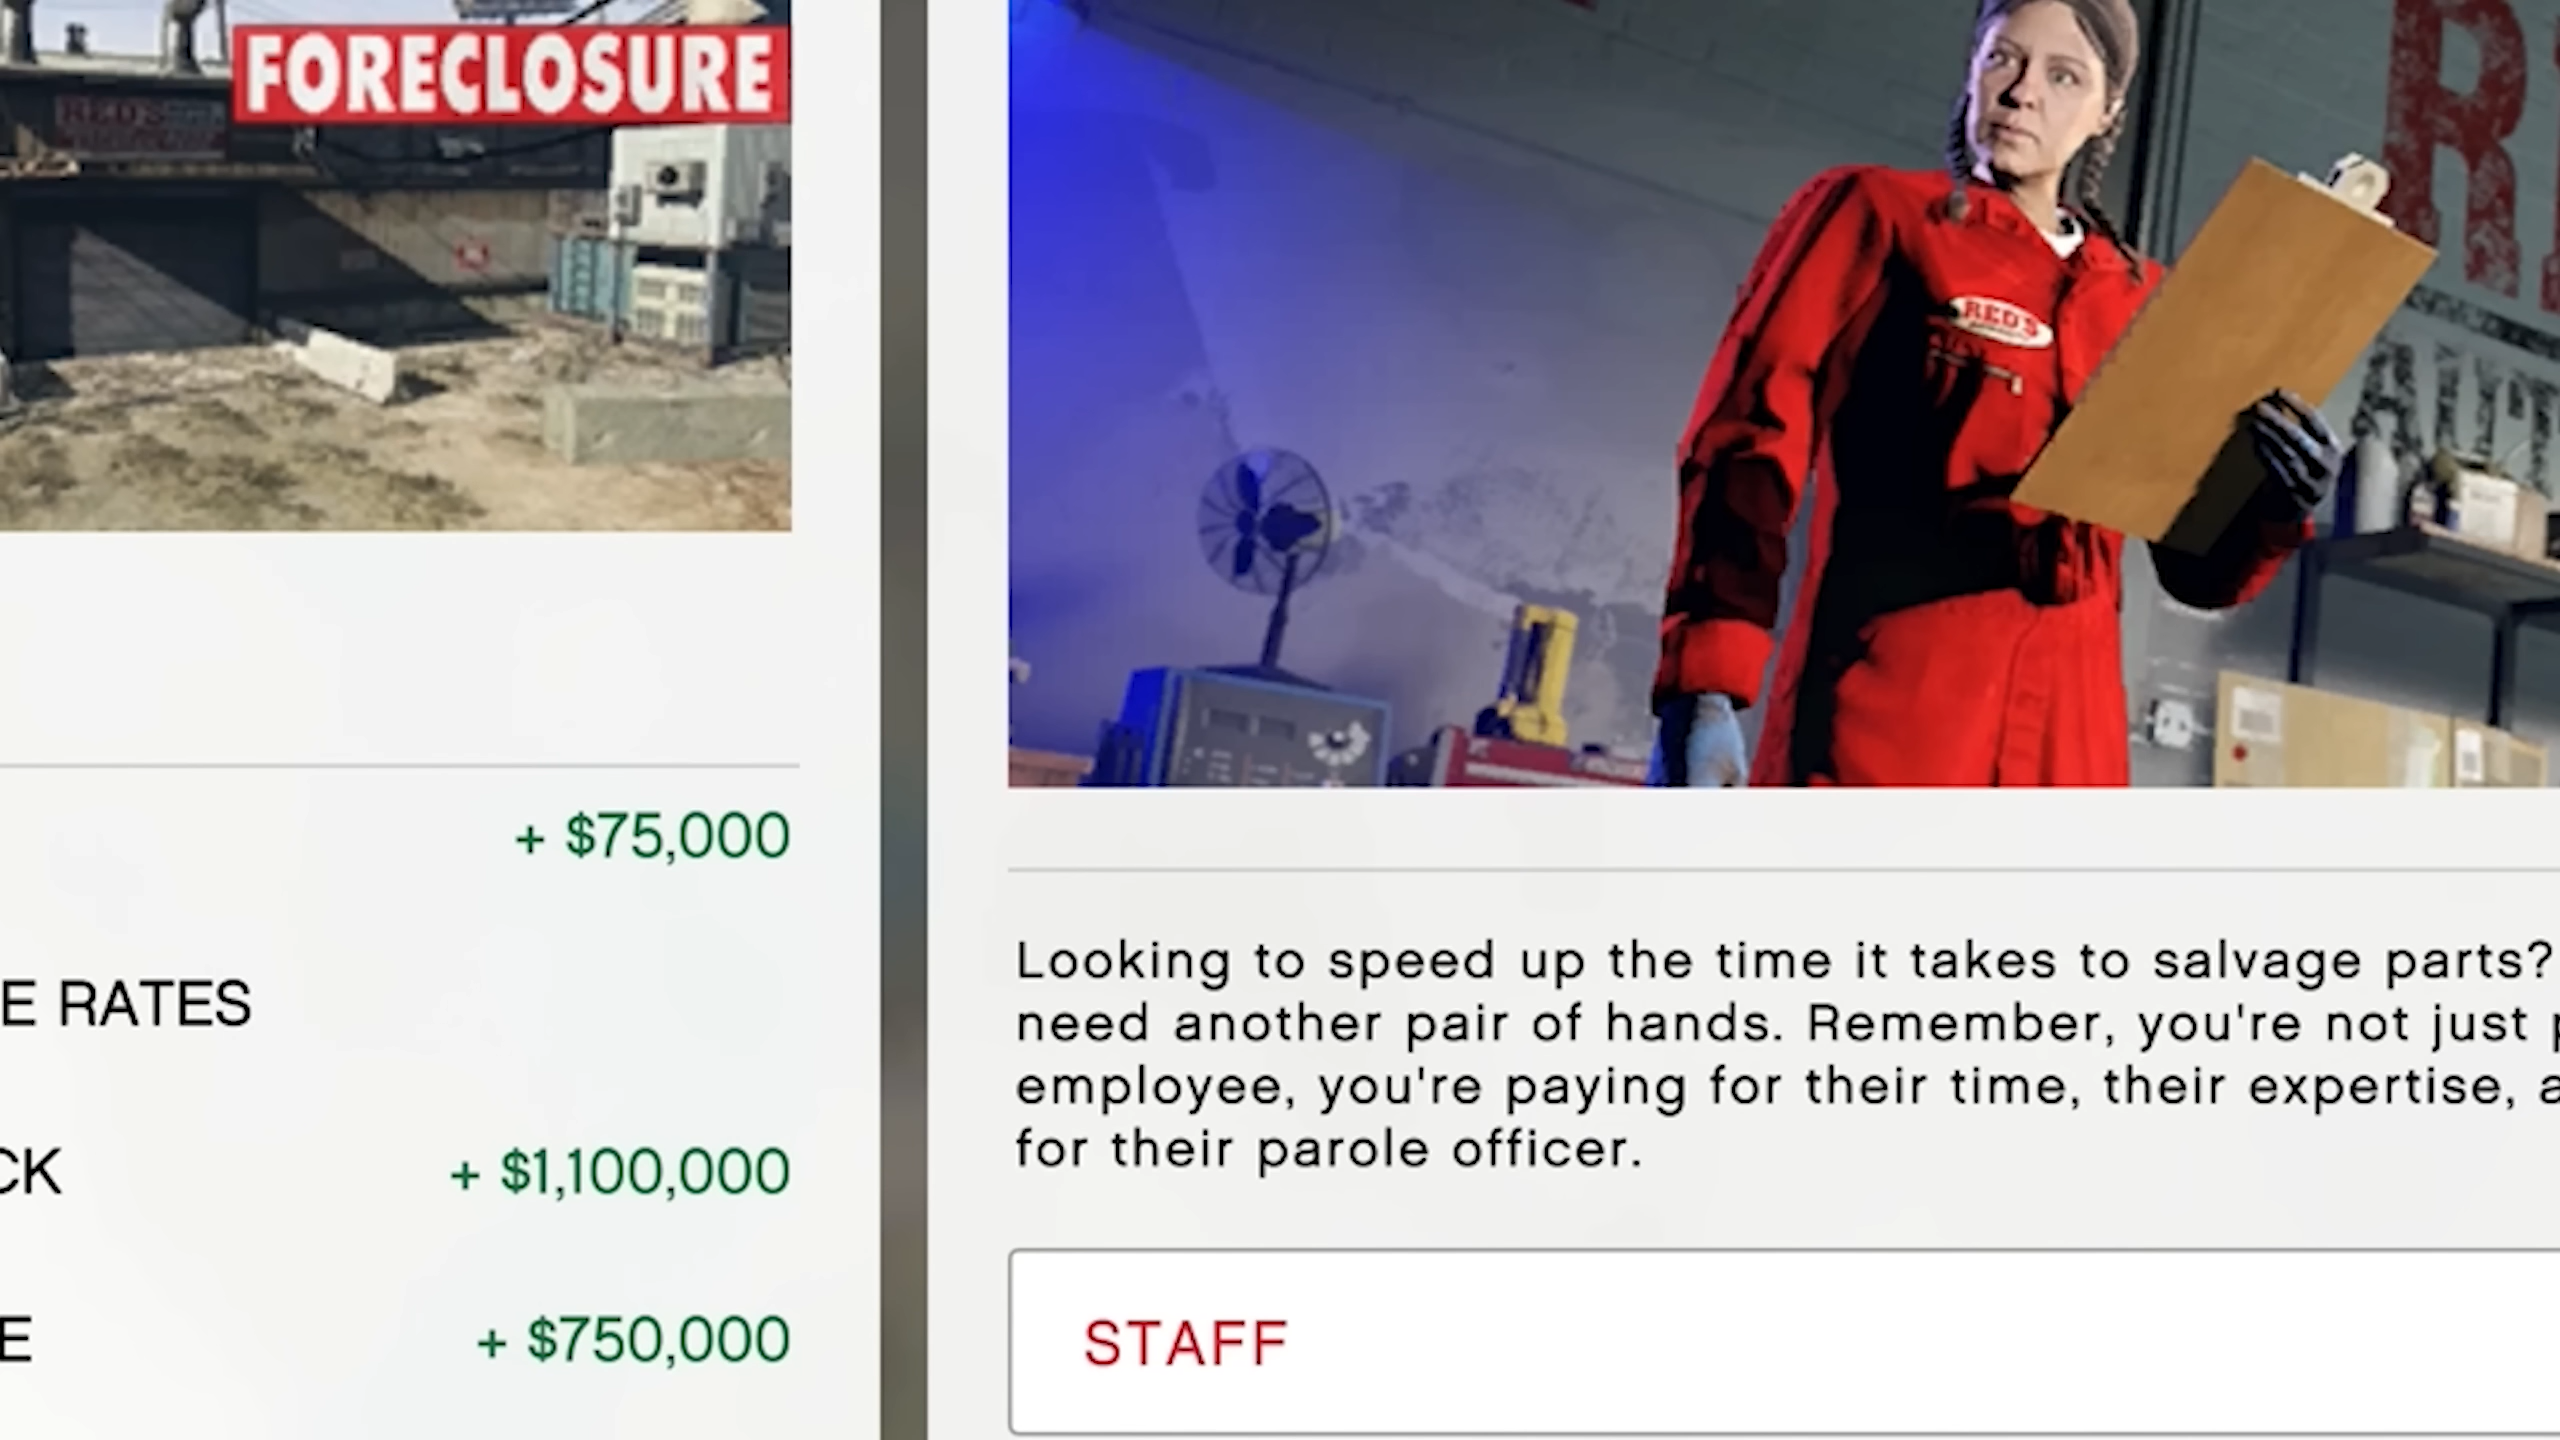 FORECLOSURE
RED'S
+ $75,000
E RATES
CK
+ $1,100,000
E
+ $750,000
RED'S
Looking to speed up the time it takes to salvage parts?
need another pair of hands. Remember, you're not just p
employee, you're paying for their time, their expertise, a
for their parole officer.
STAFF